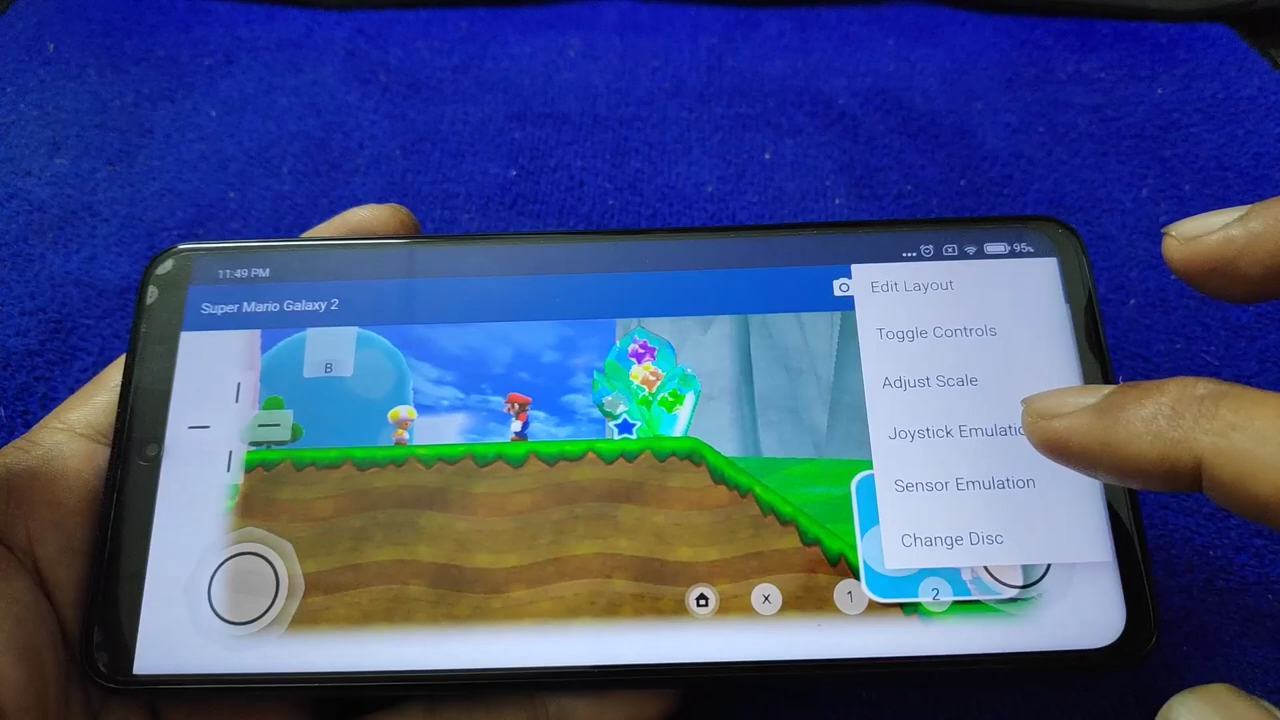 11:49 PM
95%
Super Mario Galaxy 2
Edit Layout
Toggle Controls
Adjust Scale
Joystick Emulatio
Sensor Emulation
Change Disc
B
X
1
2